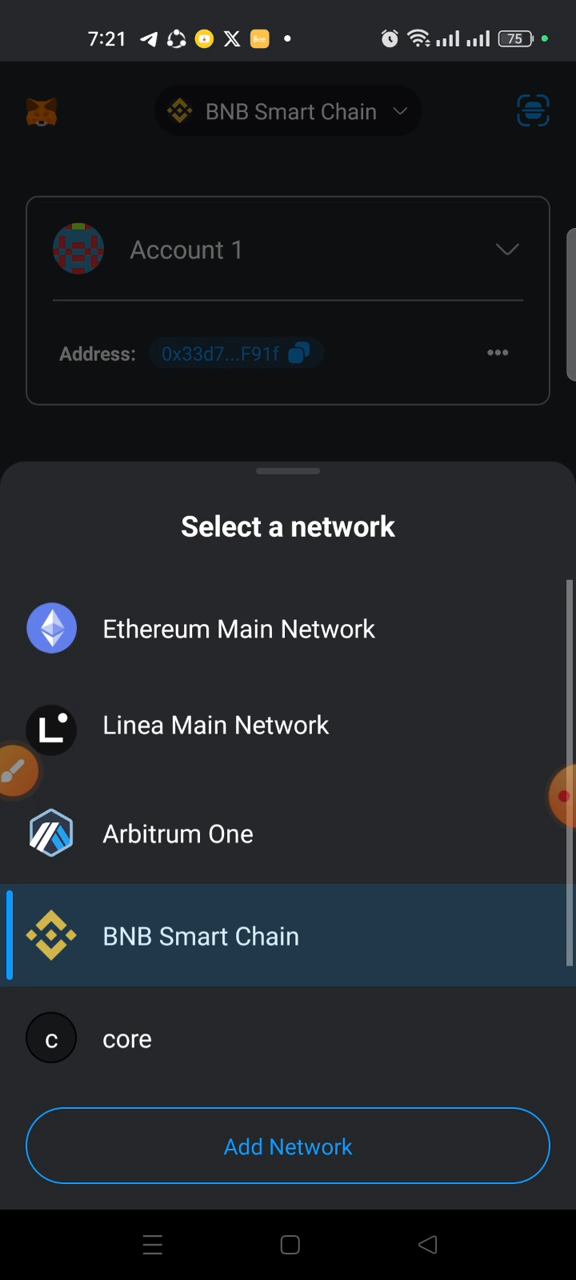 7:21
75
BNB Smart Chain
Account 1
Address: 0x33d7...F91f
Select a network
Ethereum Main Network
Linea Main Network
Arbitrum One
BNB Smart Chain
c core
Add Network